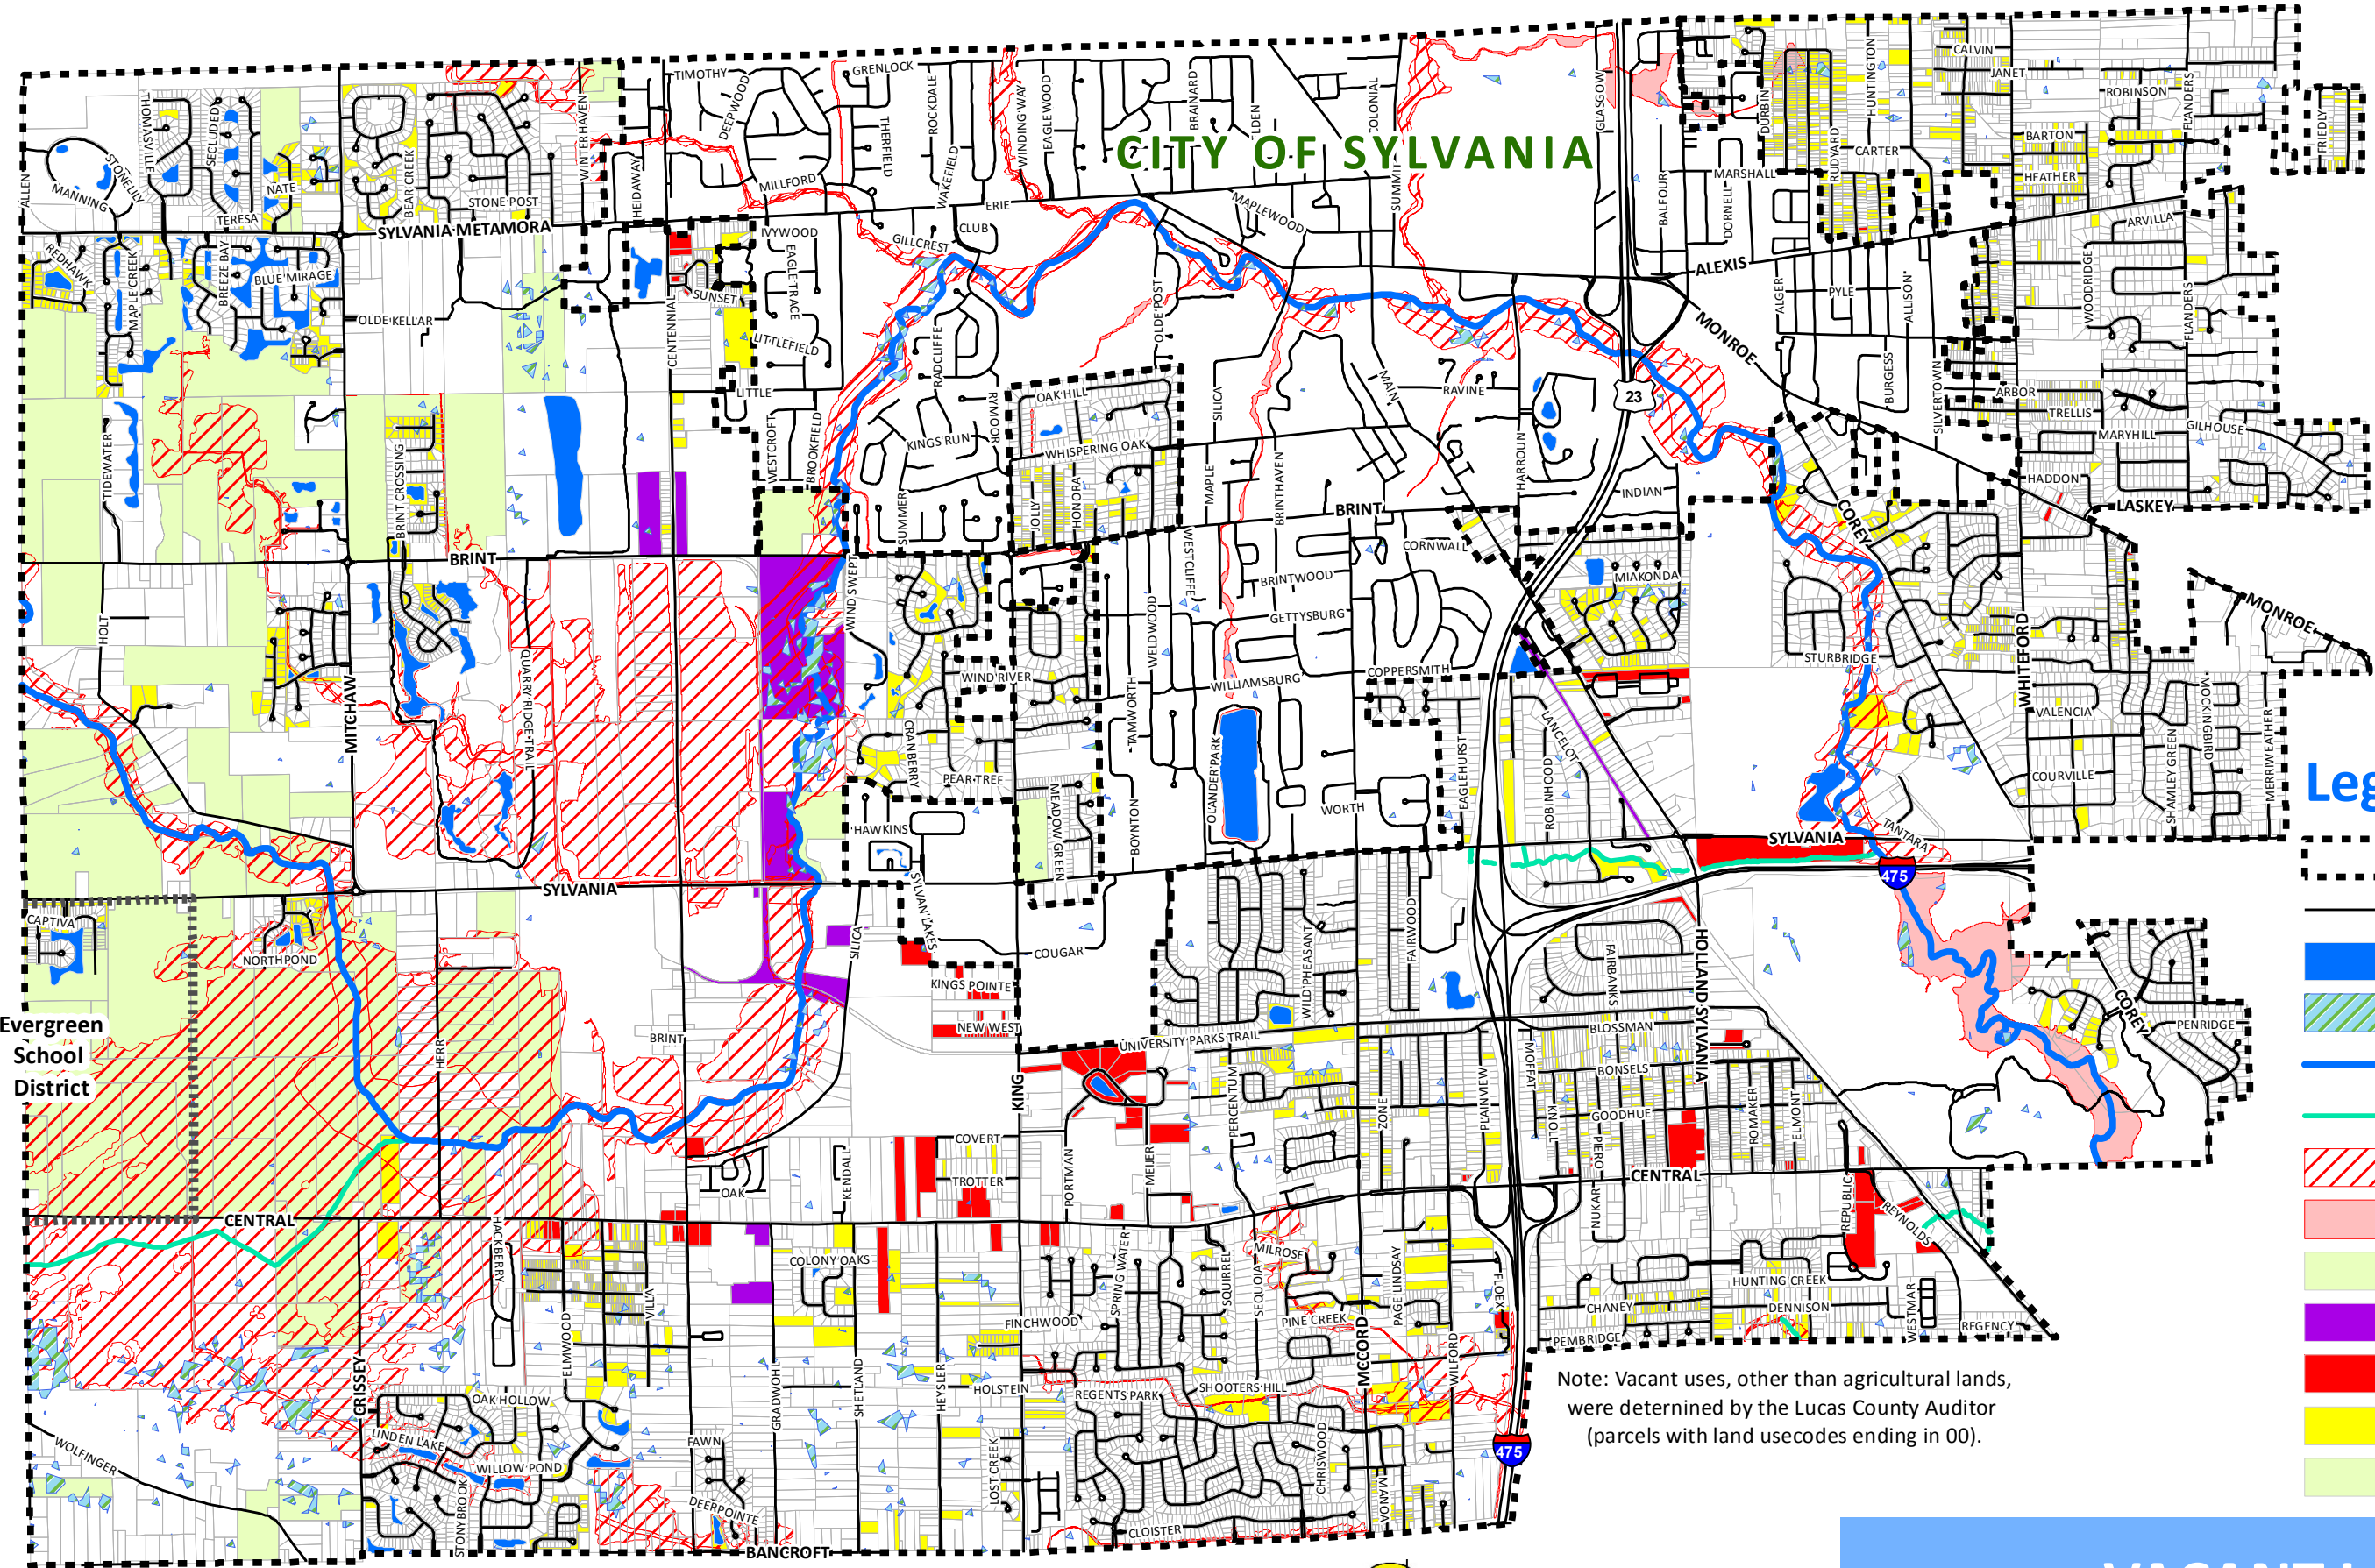 CITY OF SYLVANIA
TIMOTHY
DEEPWOOD
GRENLOCK
ROCKDALE
THERFIELD
WAKEFIELD
WINDING WAY
EAGLEWOOD
BRAINARD
GLASGOW
DURBIN
RUDYARD
HUNTINGTON
CALVIN
JANET
ROBINSON
FLANDERS
BARTON
CARTER
HEATHER
FRIEDLY
ALLEN
MANNING
STONELLY
THOMASVILLE
SECLUDED
NATE
TERESA
BEAR CREEK
STONE POST
WINTERHAVEN
HEIDAWAY
MILLFORD
SYLVANIA METAMORA
ERIE
CLUB
GILLCREST
MAPLEWOOD
BALFOUR
DORNELL
MARSHALL
ARVILLA
REDHAWK
MAPLE CREEK
BREEZE BAY
BLUE MIRAGE
OLDE KELLAR
IVYWOOD
EAGLE TRACE
SUNSET
CENTENNIAL
LITTLEFIELD
LITTLE
RADCLIFFE
OLDE POST
ALEXIS
MONROE
ALGER
PYLE
ALLISON
WOODRIDGE
FLANDERS
BURGESS
SILVERTOWN
ARBOR
TRELLIS
MARYHILL
GILHOUSE
HADDON
LASKEY
TIDEWATER
BRINT CROSSING
WESTCROFT
BROOKFIELD
KINGS RUN
RYMOOR
OAK HILL
WHISPERING OAK
SUMMER
JOLLY
HONORA
SILICA
MAPLE
BRINTHAVEN
MAIN
RAVINE
HARROUN
23
INDIAN
COREY
BRINT
BRINT
CORNWALL
BRINTWOOD
GETTYSBURG
WESTCLIFFE
WELDWOOD
MIAKONDA
WIND SWEPT
WIND RIVER
HOLT
MITCHAW
QUARRY RIDGE TRAIL
CRANBERRY
PEAR TREE
TAMWORTH
WILLIAMSBURG
COPPERSMITH
OLANDER PARK
BOYNTON
WORTH
EAGLEHURST
LANCELOT
ROBINHOOD
STURBRIDGE
WHITEFORD
VALENCIA
COURVILLE
SHAMLEY GREEN
MOCKINGBIRD
MERRIWEATHER
MONROE
Leg
HAWKINS
MEADOW GREEN
SYLVANIA
SYLVANIA
TANTARA
475
CAPTIVA
NORTHPOND
SYLVAN LAKES
SILICA
COUGAR
KINGS POINTE
NEW WEST
WILD PHEASANT
FAIRWOOD
FAIRBANKS
HOLLAND-SYLVANIA
COREY
PENRIDGE
Evergreen
School
District
HERR
BRINT
KING
UNIVERSITY PARKS TRAIL
BLOSSMAN
BONSELS
MOFFAT
PLAINVIEW
PERCENTUM
ZONE
KNOLL
GOODHUE
PIERO
ROMAKER
ELMONT
COVERT
TROTTER
PORTMAN
MEIJER
KENDALL
OAK
CENTRAL
CENTRAL
NUKAR
REPUBLIC
REYNOLDS
HACKBERRY
COLONY OAKS
VILLA
ELMWOOD
SPRING WATER
SQUIRREL
SEQUOIA
MILROSE
PAGE LINDSAY
FLOEX
HUNTING CREEK
CHANEY
DENNISON
PEMBRIDGE
WESTMAR
REGENCY
FINCHWOOD
PINE CREEK
MCCORD
WILFORD
CRISSEY
OAK HOLLOW
GRADWOHL
SHETLAND
HEYSLER
HOLSTEIN
REGENTS PARK
SHOOTERS HILL
WOLFINGER
LINDEN LAKE
WILLOW POND
STONYBROOK
FAWN
DEERPOINTE
LOST CREEK
CLOISTER
CHRISWOOD
MANDA
475
BANCROFT
Note: Vacant uses, other than agricultural lands,
were deternined by the Lucas County Auditor
(parcels with land usecodes ending in 00).